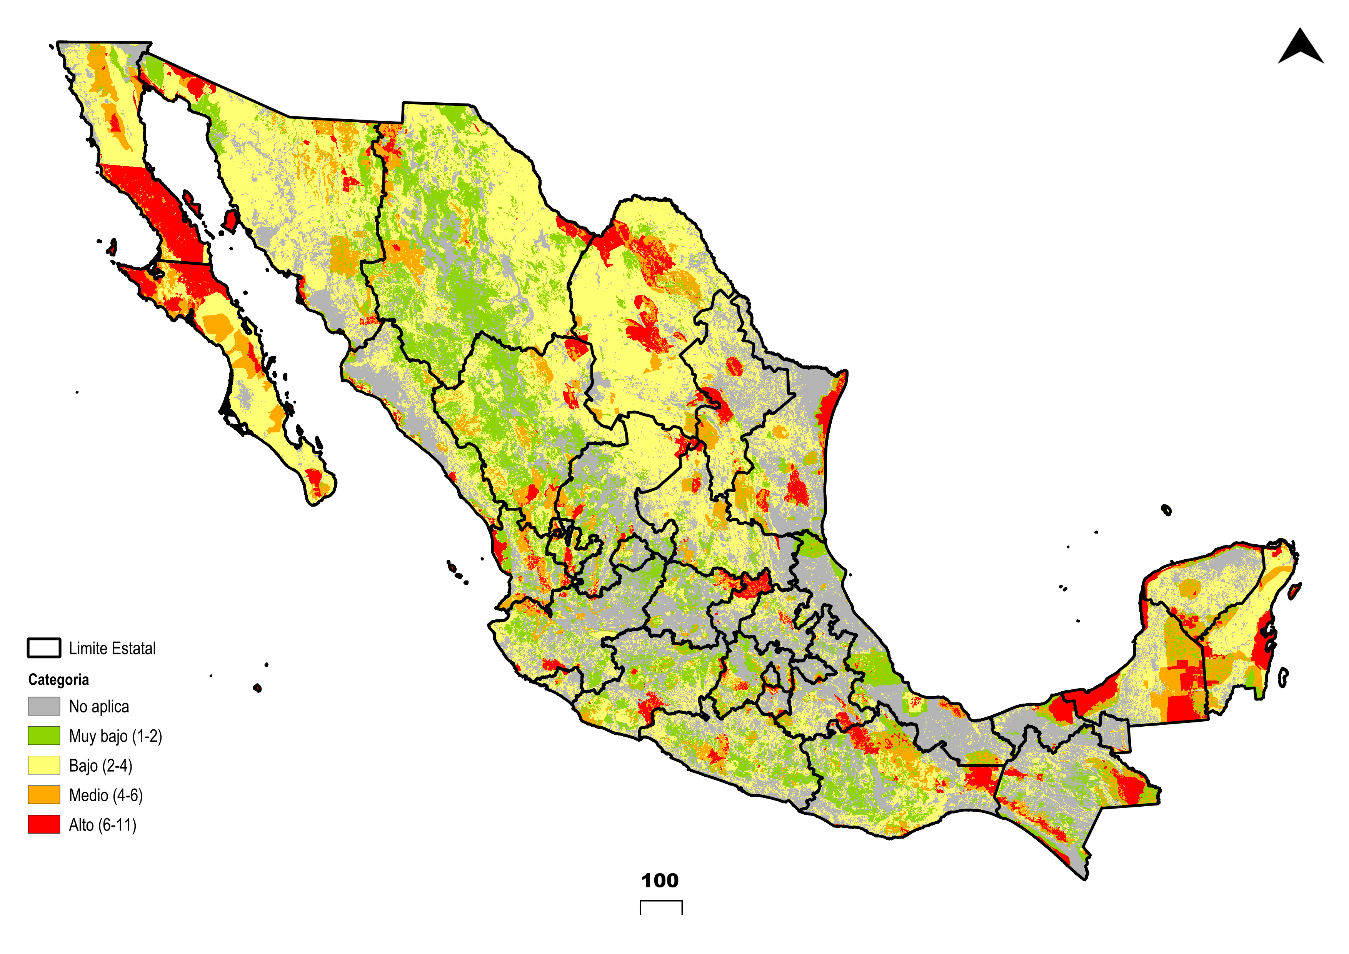 Limite Estatal
Categoria
No aplica
Muy bajo (1-2)
Bajo (2-4)
Medio (4-6)
Alto (6-11)
100